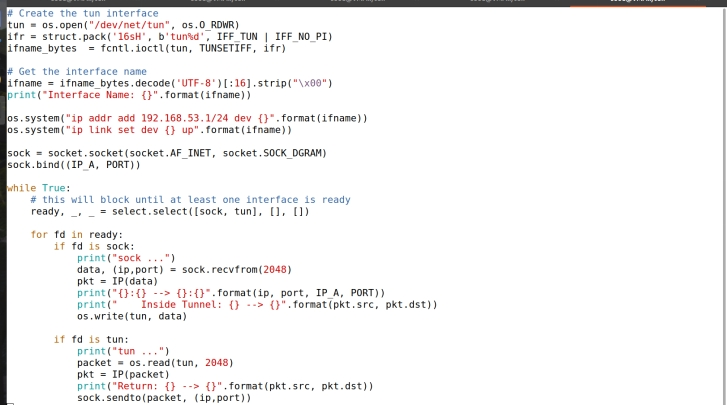 # Create the tun interface
tun = os.open("/dev/net/tun", os.O_RDWR)
ifr = struct.pack('16sH', b'tun%d', IFF_TUN | IFF_NO_PI)
ifname_bytes  = fcntl.ioctl(tun, TUNSETIFF, ifr)

# Get the interface name
ifname = ifname_bytes.decode('UTF-8')[:16].strip("\x00")
print("Interface Name: {}".format(ifname))

os.system("ip addr add 192.168.53.1/24 dev {}".format(ifname))
os.system("ip link set dev {} up".format(ifname))

sock = socket.socket(socket.AF_INET, socket.SOCK_DGRAM)
sock.bind((IP_A, PORT))

while True:
    # this will block until at least one interface is ready
    ready, _, _ = select.select([sock, tun], [], [])

    for fd in ready:
        if fd is sock:
            print("sock ...")
            data, (ip,port) = sock.recvfrom(2048)
            pkt = IP(data)
            print("{}:{} --> {}:{}".format(ip, port, IP_A, PORT))
            print("    Inside Tunnel: {} --> {}".format(pkt.src, pkt.dst))
            os.write(tun, data)

        if fd is tun:
            print("tun ...")
            packet = os.read(tun, 2048)
            pkt = IP(packet)
            print("Return: {} --> {}".format(pkt.src, pkt.dst))
            sock.sendto(packet, (ip,port))